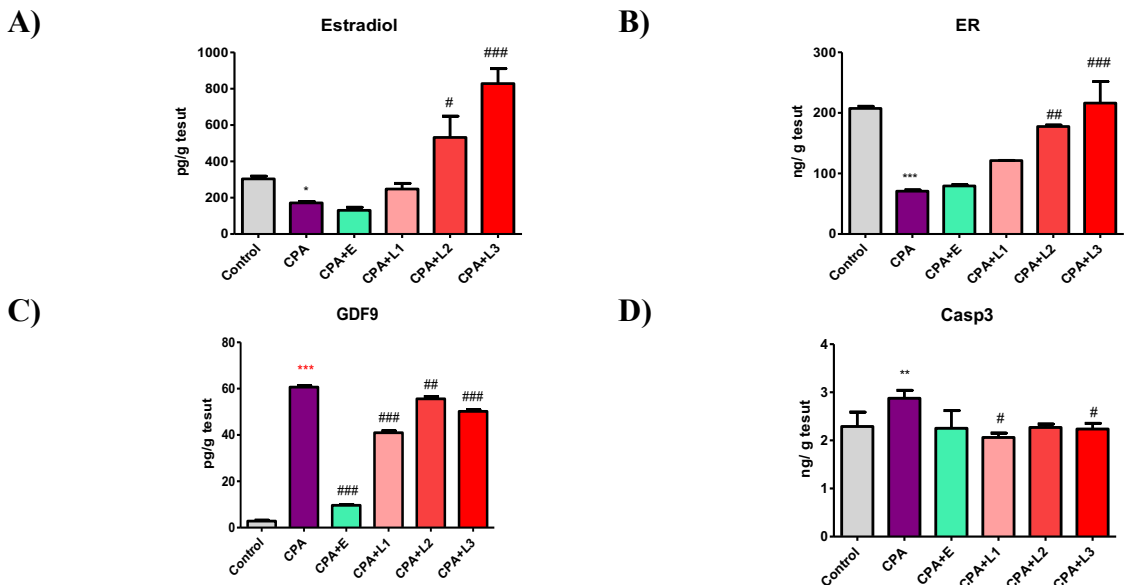 A)
Estradiol
pg/g tesut
1000
800
600
400
200
0
*
#
###
Control
CPA
CPA+E
CPA+L1
CPA+L2
CPA+L3
B)
ER
ng/ g tesut
300
200
100
0
***
##
###
Control
CPA
CPA+E
CPA+L1
CPA+L2
CPA+L3
C)
GDF9
pg/g tesut
80
60
40
20
0
***
###
###
##
###
Control
CPA
CPA+E
CPA+L1
CPA+L2
CPA+L3
D)
Casp3
ng/ g tesut
4
3
2
1
0
**
#
#
Control
CPA
CPA+E
CPA+L1
CPA+L2
CPA+L3